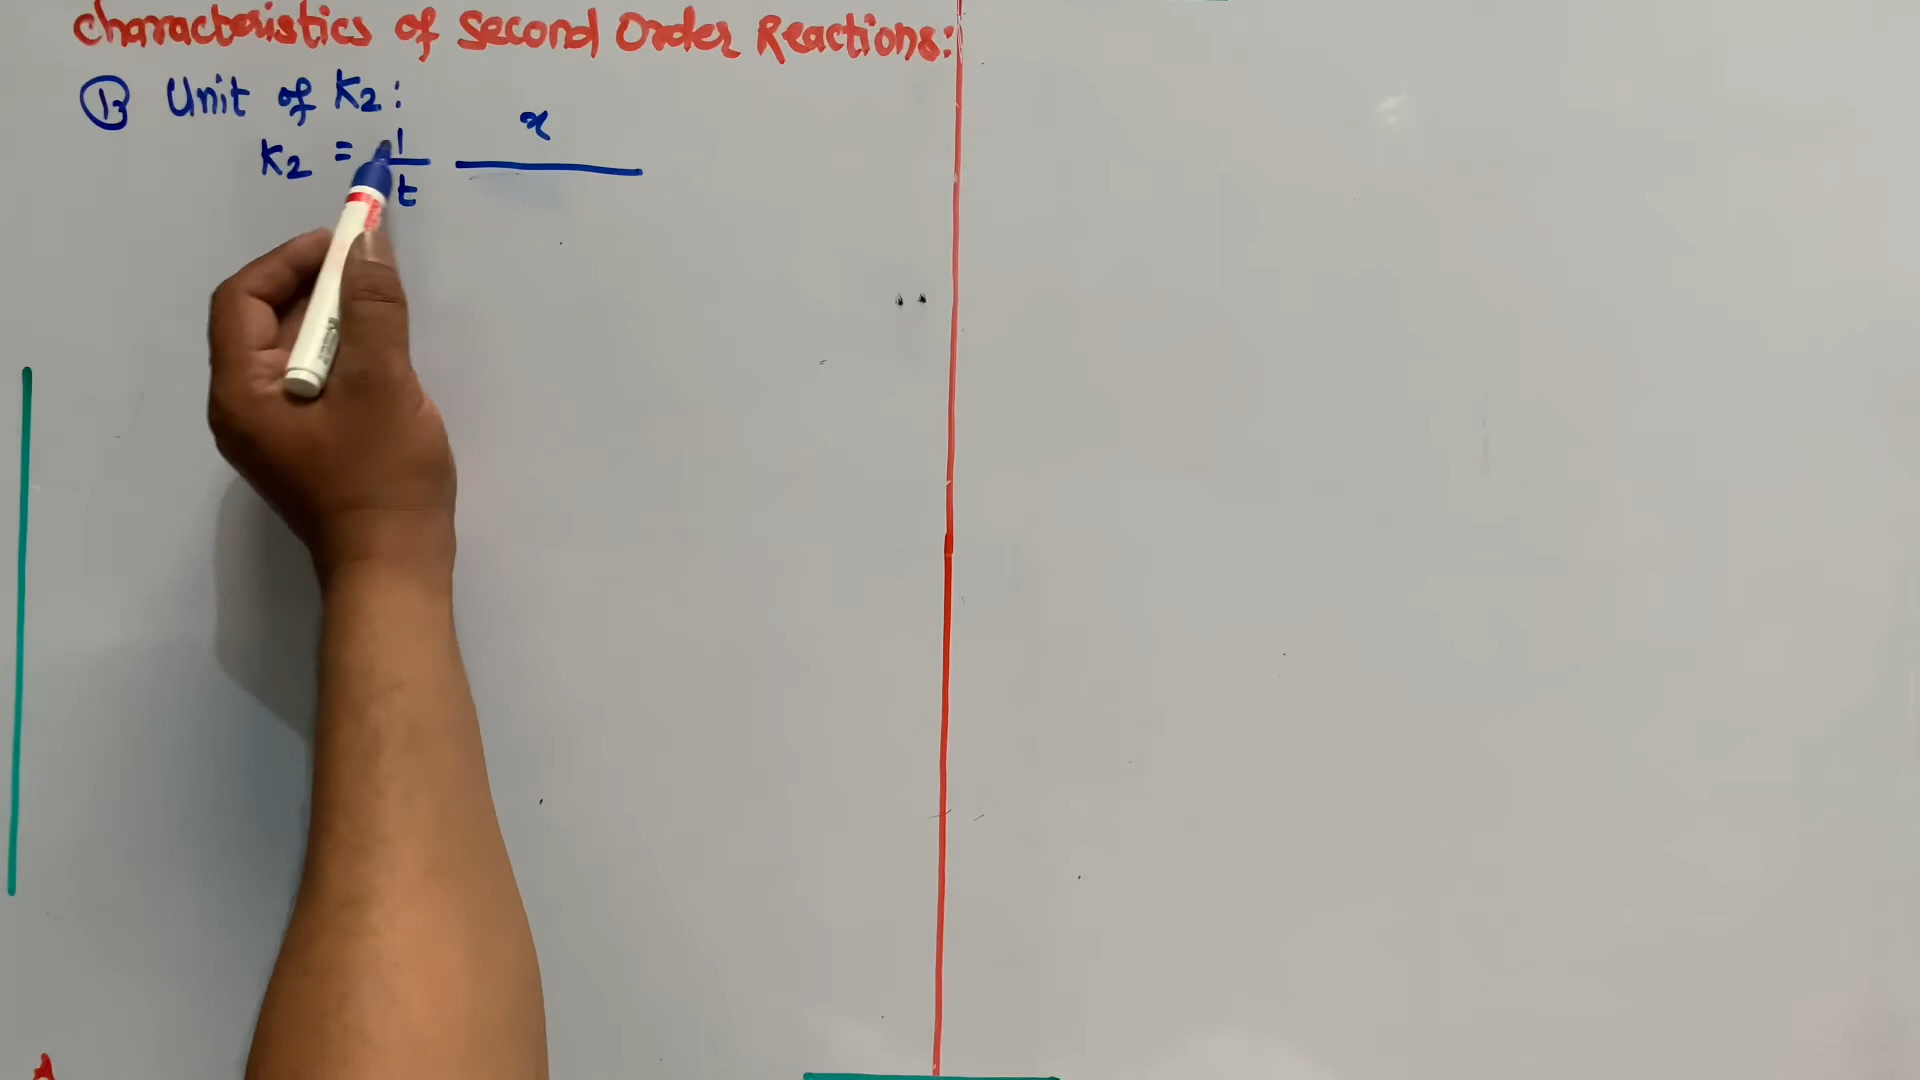 Characteristics of Second Order Reactions:
① Unit of K2:
K2 = 1/t x/